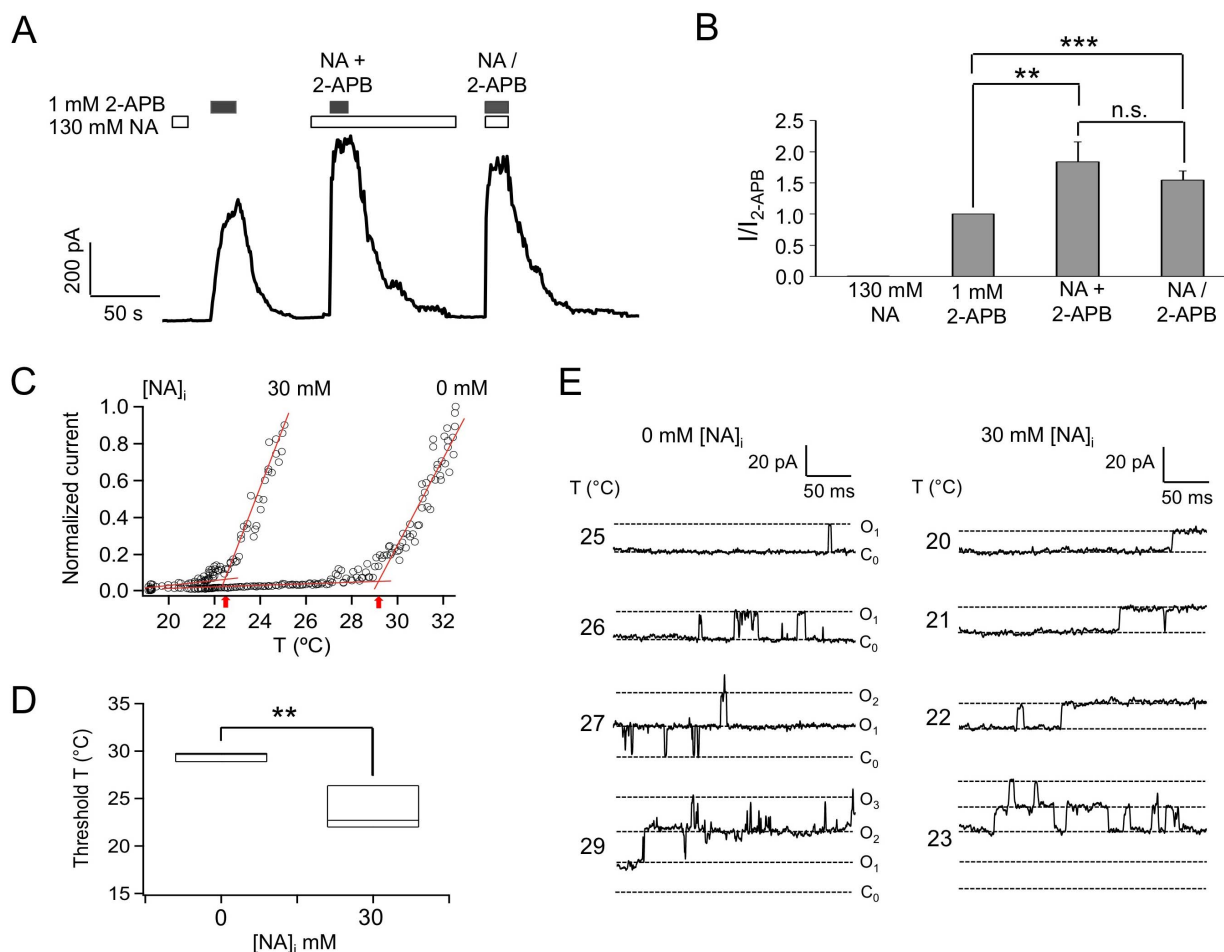 A
NA +
2-APB
NA /
2-APB
1 mM 2-APB
130 mM NA
200 pA
50 s
B
***
**
n.s.
2.5
2.0
1.5
1.0
0.5
0.0
I/I2-APB
130 mM
NA
1 mM
2-APB
NA +
2-APB
NA /
2-APB
C
[NA]i 30 mM 0 mM
Normalized current
1.0
0.8
0.6
0.4
0.2
0.0
20 22 24 26 28 30 32
T (ºC)
D
**
Threshold T (°C)
35
30
25
20
15
0 30
[NA]i mM
E
0 mM [NA]i
20 pA
50 ms
T (°C)
25 O1
C0
26 O1
C0
27 O2
O1
C0
29 O3
O2
O1
C0
30 mM [NA]i
20 pA
50 ms
T (°C)
20
21
22
23